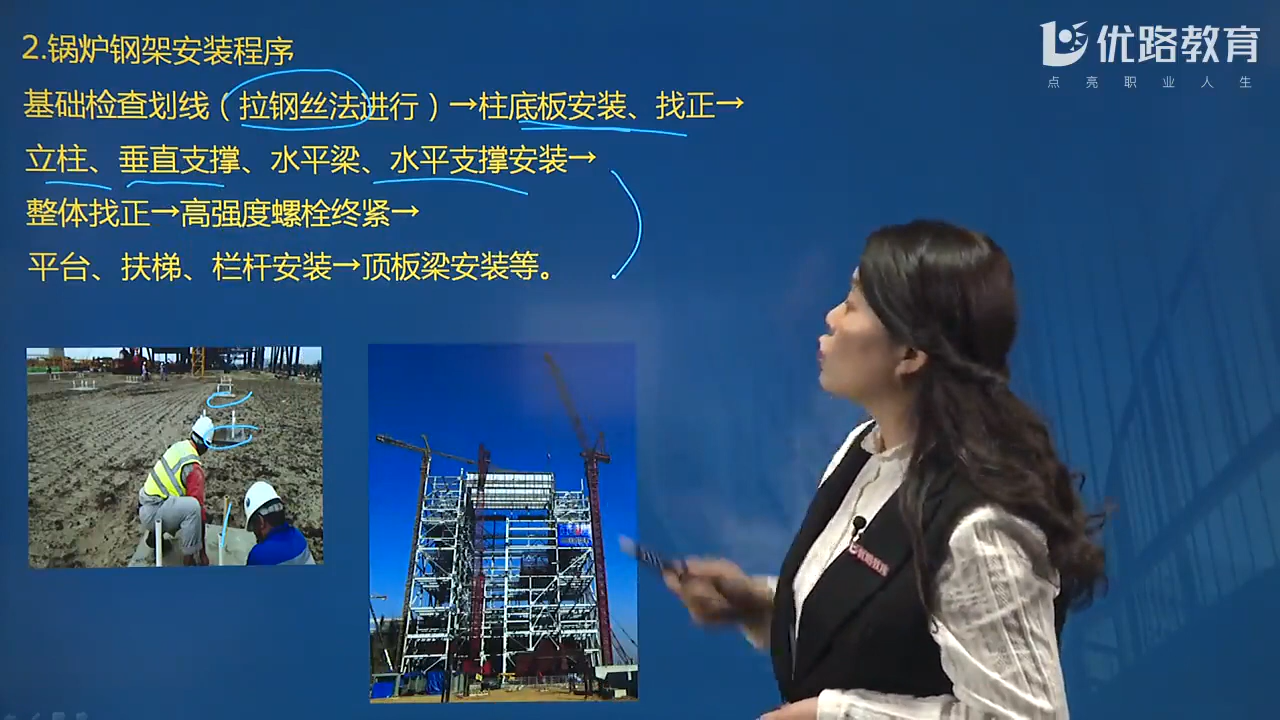 2.锅炉钢架安装程序
基础检查划线（拉钢丝法进行）→柱底板安装、找正→
立柱、垂直支撑、水平梁、水平支撑安装→
整体找正→高强度螺栓终紧→
平台、扶梯、栏杆安装→顶板梁安装等。
优路教育
点亮职业人生